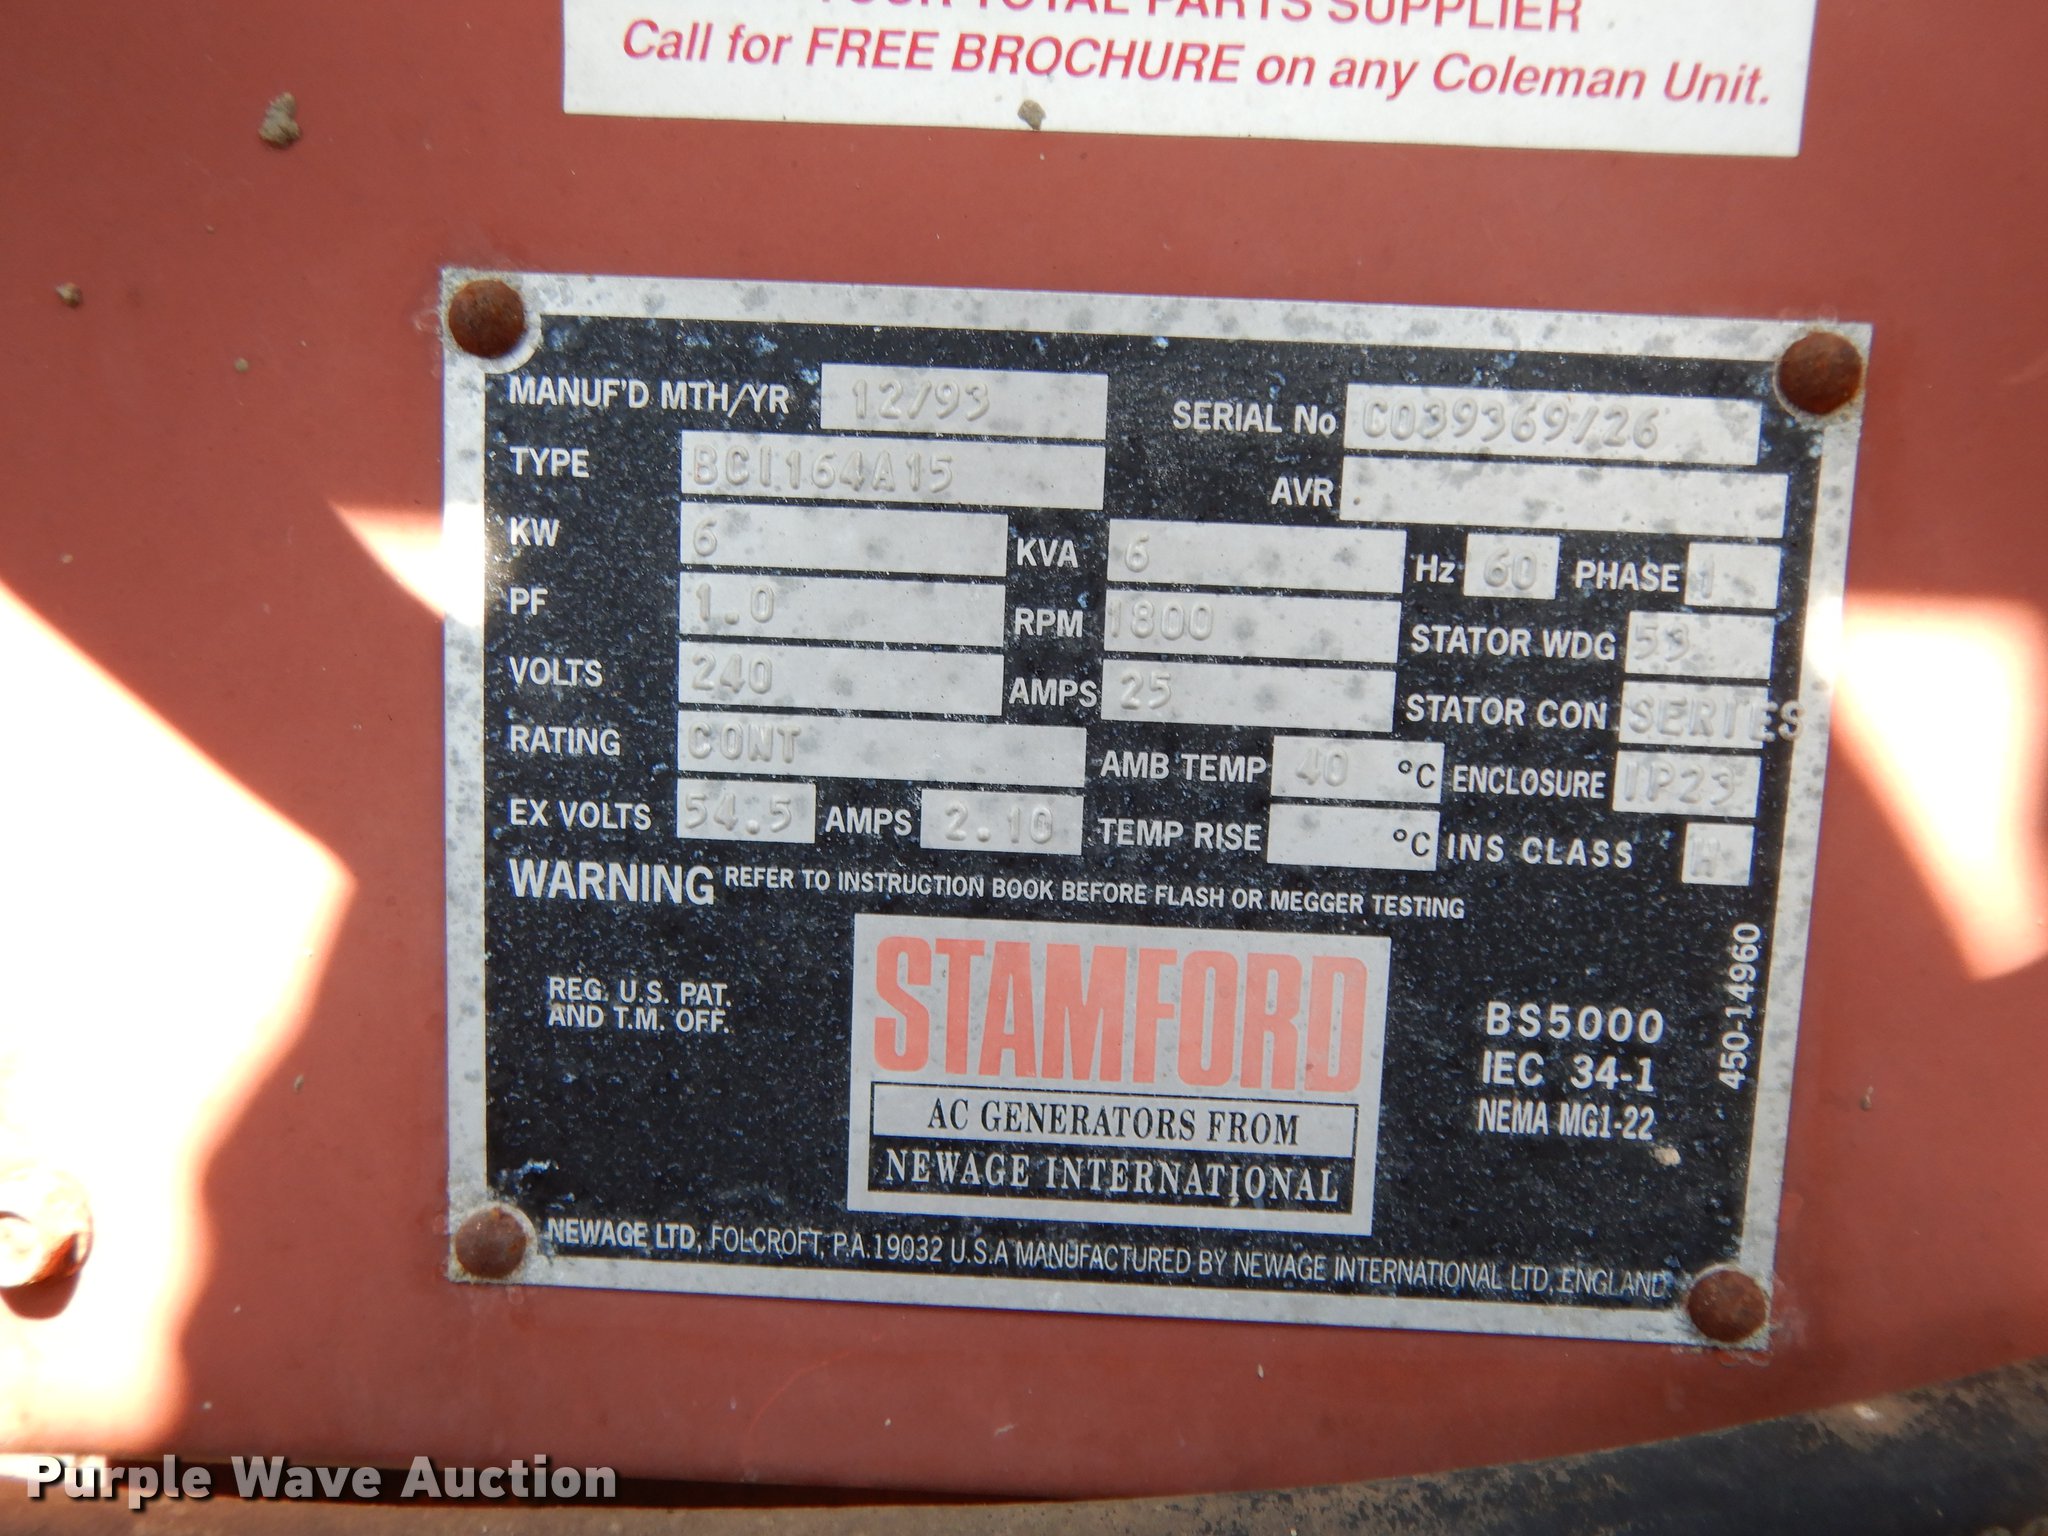 YOUR TOTAL PARTS SUPPLIER
Call for FREE BROCHURE on any Coleman Unit.
MANUF'D MTH/YR 12/93 SERIAL No C039369/26
TYPE BCI164A15 AVR
KW 6 KVA 6 Hz 60 PHASE 1
PF 1.0 RPM 1800 STATOR WDG 53
VOLTS 240 AMPS 25 STATOR CON SERIES
RATING CONT AMB TEMP 40 °C ENCLOSURE IP23
EX VOLTS 54.5 AMPS 2.10 TEMP RISE °C INS CLASS H
WARNING REFER TO INSTRUCTION BOOK BEFORE FLASH OR MEGGER TESTING
REG. U.S. PAT.
AND T.M. OFF.
STAMFORD
AC GENERATORS FROM
NEWAGE INTERNATIONAL
BS5000
IEC 34-1
NEMA MG1-22
450-14960
NEWAGE LTD, FOLCROFT, P.A. 19032 U.S.A MANUFACTURED BY NEWAGE INTERNATIONAL LTD, ENGLAND.
Purple Wave Auction